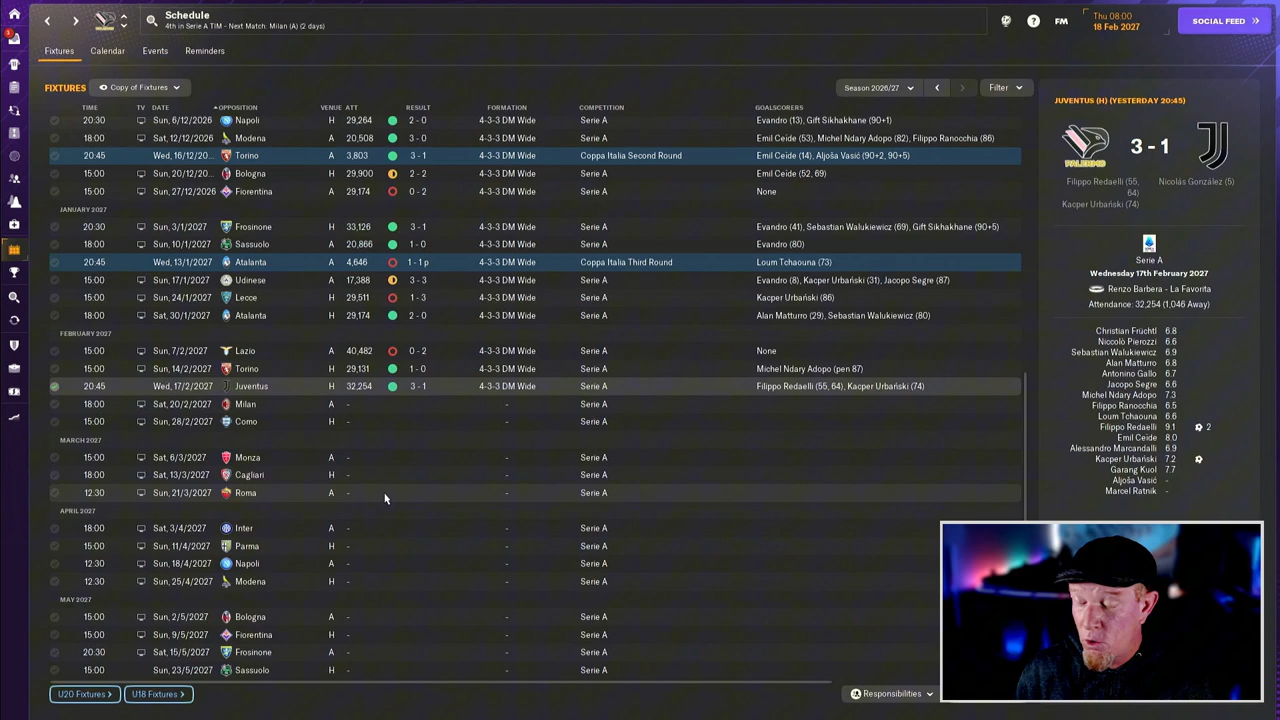 Schedule
4th in Serie A TIM - Next Match: Milan (A) (2 days)
FM
Thu 08:00
18 Feb 2027
SOCIAL FEED
Fixtures Calendar Events Reminders
FIXTURES Copy of Fixtures Season 2026/27 Filter
TIME TV DATE OPPOSITION VENUE ATT RESULT FORMATION COMPETITION GOALSCORERS
20:30 Sun, 6/12/2026 Napoli H 29,264 2 - 0 4-3-3 DM Wide Serie A Evandro (13), Gift Sikhakhane (90+1)
18:00 Sat, 12/12/2026 Modena A 20,508 3 - 0 4-3-3 DM Wide Serie A Emil Ceïde (53), Michel Ndary Adopo (82), Filippo Ranocchia (86)
20:45 Wed, 16/12/20... Torino A 3,803 3 - 1 4-3-3 DM Wide Coppa Italia Second Round Emil Ceïde (14), Aljoša Vasić (90+2, 90+5)
15:00 Sun, 20/12/20... Bologna H 29,900 2 - 2 4-3-3 DM Wide Serie A Emil Ceïde (52, 69)
15:00 Sun, 27/12/2026 Fiorentina A 29,174 0 - 2 4-3-3 DM Wide Serie A None
JANUARY 2027
20:30 Sun, 3/1/2027 Frosinone H 33,126 3 - 1 4-3-3 DM Wide Serie A Evandro (41), Sebastian Walukiewicz (69), Gift Sikhakhane (90+5)
18:00 Sun, 10/1/2027 Sassuolo A 20,866 1 - 0 4-3-3 DM Wide Serie A Evandro (80)
20:45 Wed, 13/1/2027 Atalanta A 4,646 1 - 1 p 4-3-3 DM Wide Coppa Italia Third Round Loum Tchaouna (73)
15:00 Sun, 17/1/2027 Udinese A 17,388 3 - 3 4-3-3 DM Wide Serie A Evandro (8), Kacper Urbański (31), Jacopo Segre (87)
15:00 Sun, 24/1/2027 Lecce H 29,511 1 - 3 4-3-3 DM Wide Serie A Kacper Urbański (86)
18:00 Sat, 30/1/2027 Atalanta H 29,174 2 - 0 4-3-3 DM Wide Serie A Alan Matturro (29), Sebastian Walukiewicz (80)
FEBRUARY 2027
15:00 Sun, 7/2/2027 Lazio A 40,482 0 - 2 4-3-3 DM Wide Serie A None
15:00 Sun, 14/2/2027 Torino H 29,131 1 - 0 4-3-3 DM Wide Serie A Michel Ndary Adopo (pen 87)
20:45 Wed, 17/2/2027 Juventus H 32,254 3 - 1 4-3-3 DM Wide Serie A Filippo Redaelli (55, 64), Kacper Urbański (74)
18:00 Sat, 20/2/2027 Milan A - - Serie A
15:00 Sun, 28/2/2027 Como H - - Serie A
MARCH 2027
15:00 Sat, 6/3/2027 Monza A - - Serie A
18:00 Sat, 13/3/2027 Cagliari H - - Serie A
12:30 Sun, 21/3/2027 Roma A - - Serie A
APRIL 2027
18:00 Sat, 3/4/2027 Inter A - - Serie A
15:00 Sun, 11/4/2027 Parma H - - Serie A
12:30 Sun, 18/4/2027 Napoli A - - Serie A
12:30 Sun, 25/4/2027 Modena H - - Serie A
MAY 2027
15:00 Sun, 2/5/2027 Bologna A - - Serie A
15:00 Sun, 9/5/2027 Fiorentina H - - Serie A
20:30 Sat, 15/5/2027 Frosinone A - - Serie A
15:00 Sun, 23/5/2027 Sassuolo H - - Serie A
U20 Fixtures U18 Fixtures Responsibilities
JUVENTUS (H) (YESTERDAY 20:45)
PALERMO
3 - 1
Filippo Redaelli (55, 64)
Kacper Urbański (74)
Nicolás González (5)
Serie A
Wednesday 17th February 2027
Renzo Barbera - La Favorita
Attendance: 32,254 (1,046 Away)
Christian Früchtl 6.8
Niccolò Pierozzi 6.6
Sebastian Walukiewicz 6.9
Alan Matturro 6.8
Antonino Gallo 6.7
Jacopo Segre 6.6
Michel Ndary Adopo 7.3
Filippo Ranocchia 6.5
Loum Tchaouna 6.6
Filippo Redaelli 9.1 2
Emil Ceïde 8.0
Alessandro Marcandalli 6.9
Kacper Urbański 7.2
Garang Kuol 7.7
Aljoša Vasić -
Marcel Ratnik -